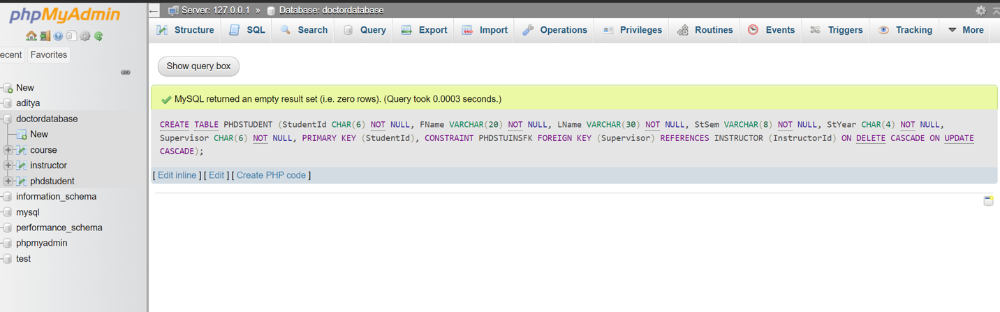 phpMyAdmin
ecent Favorites
New
aditya
doctordatabase
New
course
instructor
phdstudent
information_schema
mysql
performance_schema
phpmyadmin
test
← Server: 127.0.0.1 » Database: doctordatabase
Structure SQL Search Query Export Import Operations Privileges Routines Events Triggers Tracking More
Show query box
MySQL returned an empty result set (i.e. zero rows). (Query took 0.0003 seconds.)
CREATE TABLE PHDSTUDENT (StudentId CHAR(6) NOT NULL, FName VARCHAR(20) NOT NULL, LName VARCHAR(30) NOT NULL, StSem VARCHAR(8) NOT NULL, StYear CHAR(4) NOT NULL,
Supervisor CHAR(6) NOT NULL, PRIMARY KEY (StudentId), CONSTRAINT PHDSTUINSFK FOREIGN KEY (Supervisor) REFERENCES INSTRUCTOR (InstructorId) ON DELETE CASCADE ON UPDATE
CASCADE);
[ Edit inline ] [ Edit ] [ Create PHP code ]